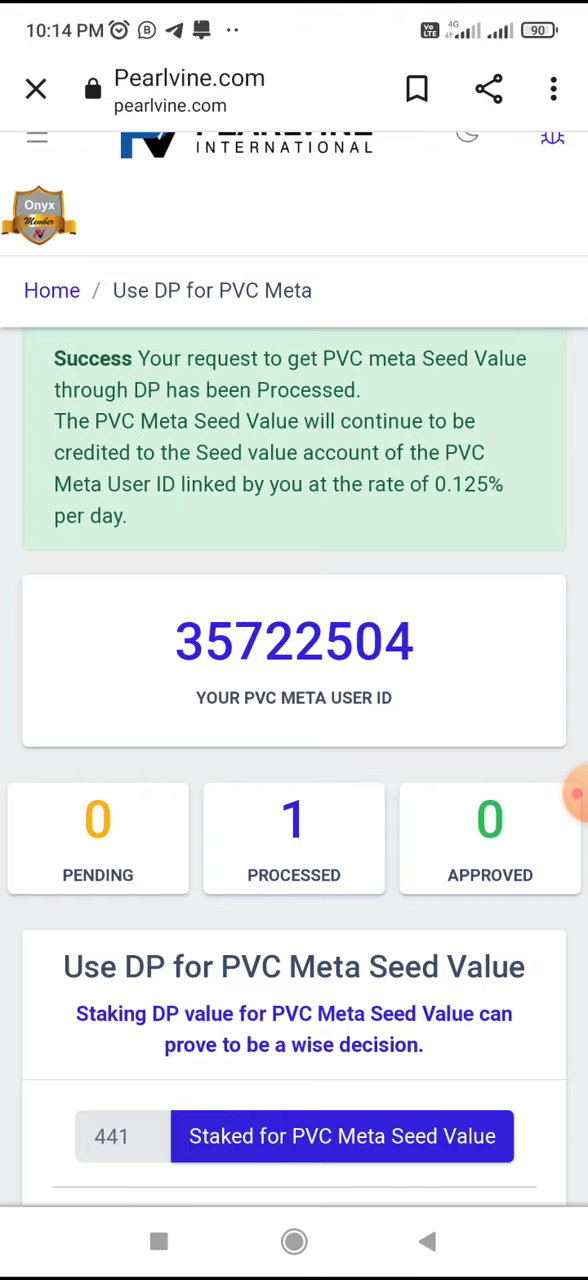 10:14 PM
4G
Vo
LTE
90
Pearlvine.com
pearlvine.com
PEARLVINE
INTERNATIONAL
Onyx
Member
Home / Use DP for PVC Meta
Success Your request to get PVC meta Seed Value
through DP has been Processed.
The PVC Meta Seed Value will continue to be
credited to the Seed value account of the PVC
Meta User ID linked by you at the rate of 0.125%
per day.
35722504
YOUR PVC META USER ID
0 1 0
PENDING PROCESSED APPROVED
Use DP for PVC Meta Seed Value
Staking DP value for PVC Meta Seed Value can
prove to be a wise decision.
441 Staked for PVC Meta Seed Value